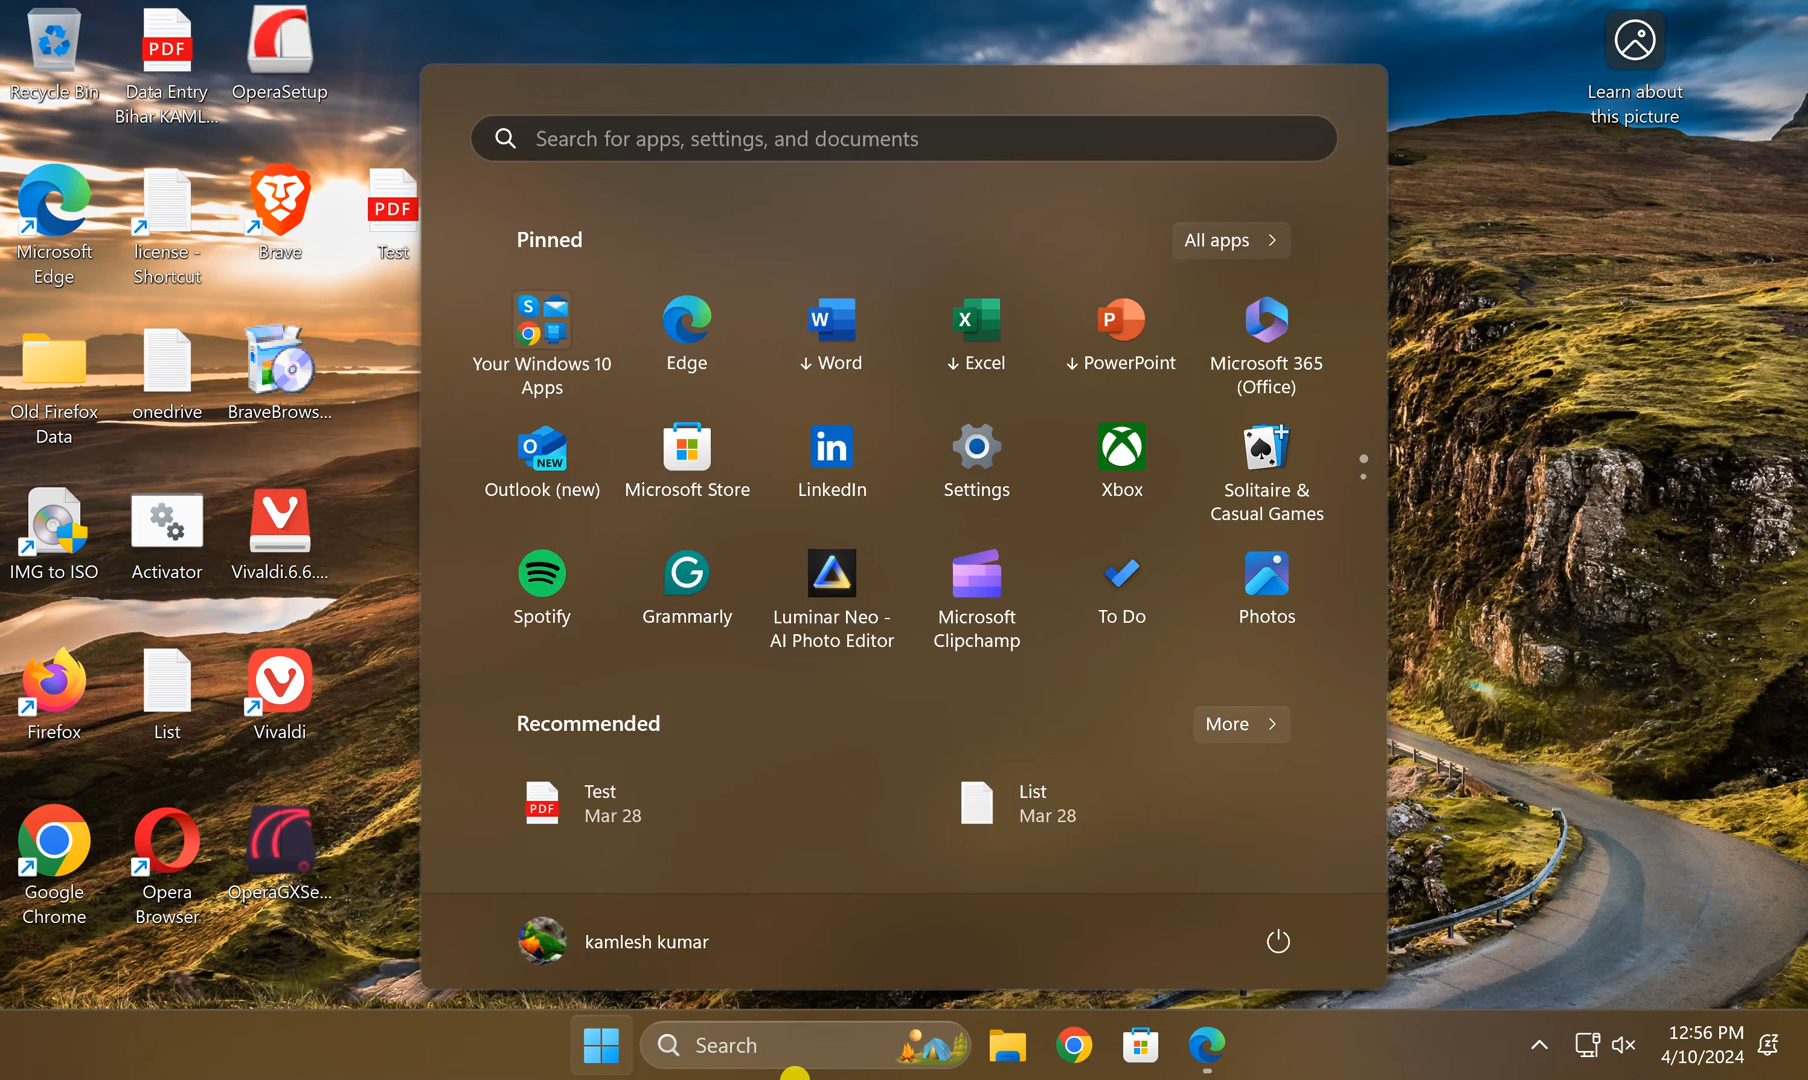 Recycle Bin
PDF
Data Entry
Bihar KAML...
OperaSetup
Learn about
this picture
Microsoft
Edge
license -
Shortcut
Brave
PDF
Test
Old Firefox
Data
onedrive
BraveBrows...
IMG to ISO
Activator
Vivaldi.6.6....
Firefox
List
Vivaldi
Google
Chrome
Opera
Browser
OperaGXSe...
Search for apps, settings, and documents
Pinned
All apps
S
Your Windows 10
Apps
Edge
W
↓ Word
X
↓ Excel
P
↓ PowerPoint
Microsoft 365
(Office)
O
NEW
Outlook (new)
Microsoft Store
in
LinkedIn
Settings
Xbox
Solitaire &
Casual Games
Spotify
G
Grammarly
Luminar Neo -
AI Photo Editor
Microsoft
Clipchamp
To Do
Photos
Recommended
More
PDF
Test
Mar 28
List
Mar 28
kamlesh kumar
Search
12:56 PM
4/10/2024